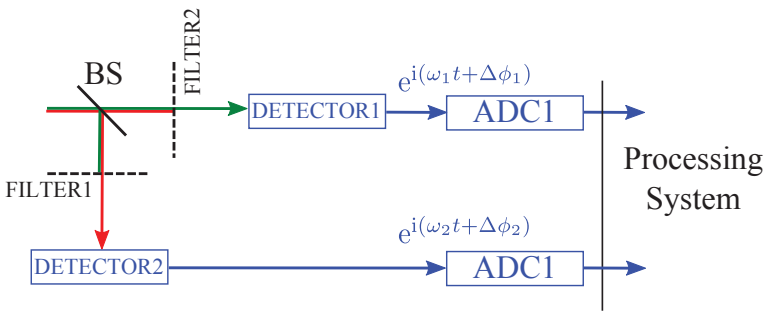 BS
FILTER2
DETECTOR1
e^{i(ω₁t+Δϕ₁)}
ADC1
Processing
System
FILTER1
DETECTOR2
e^{i(ω₂t+Δϕ₂)}
ADC1